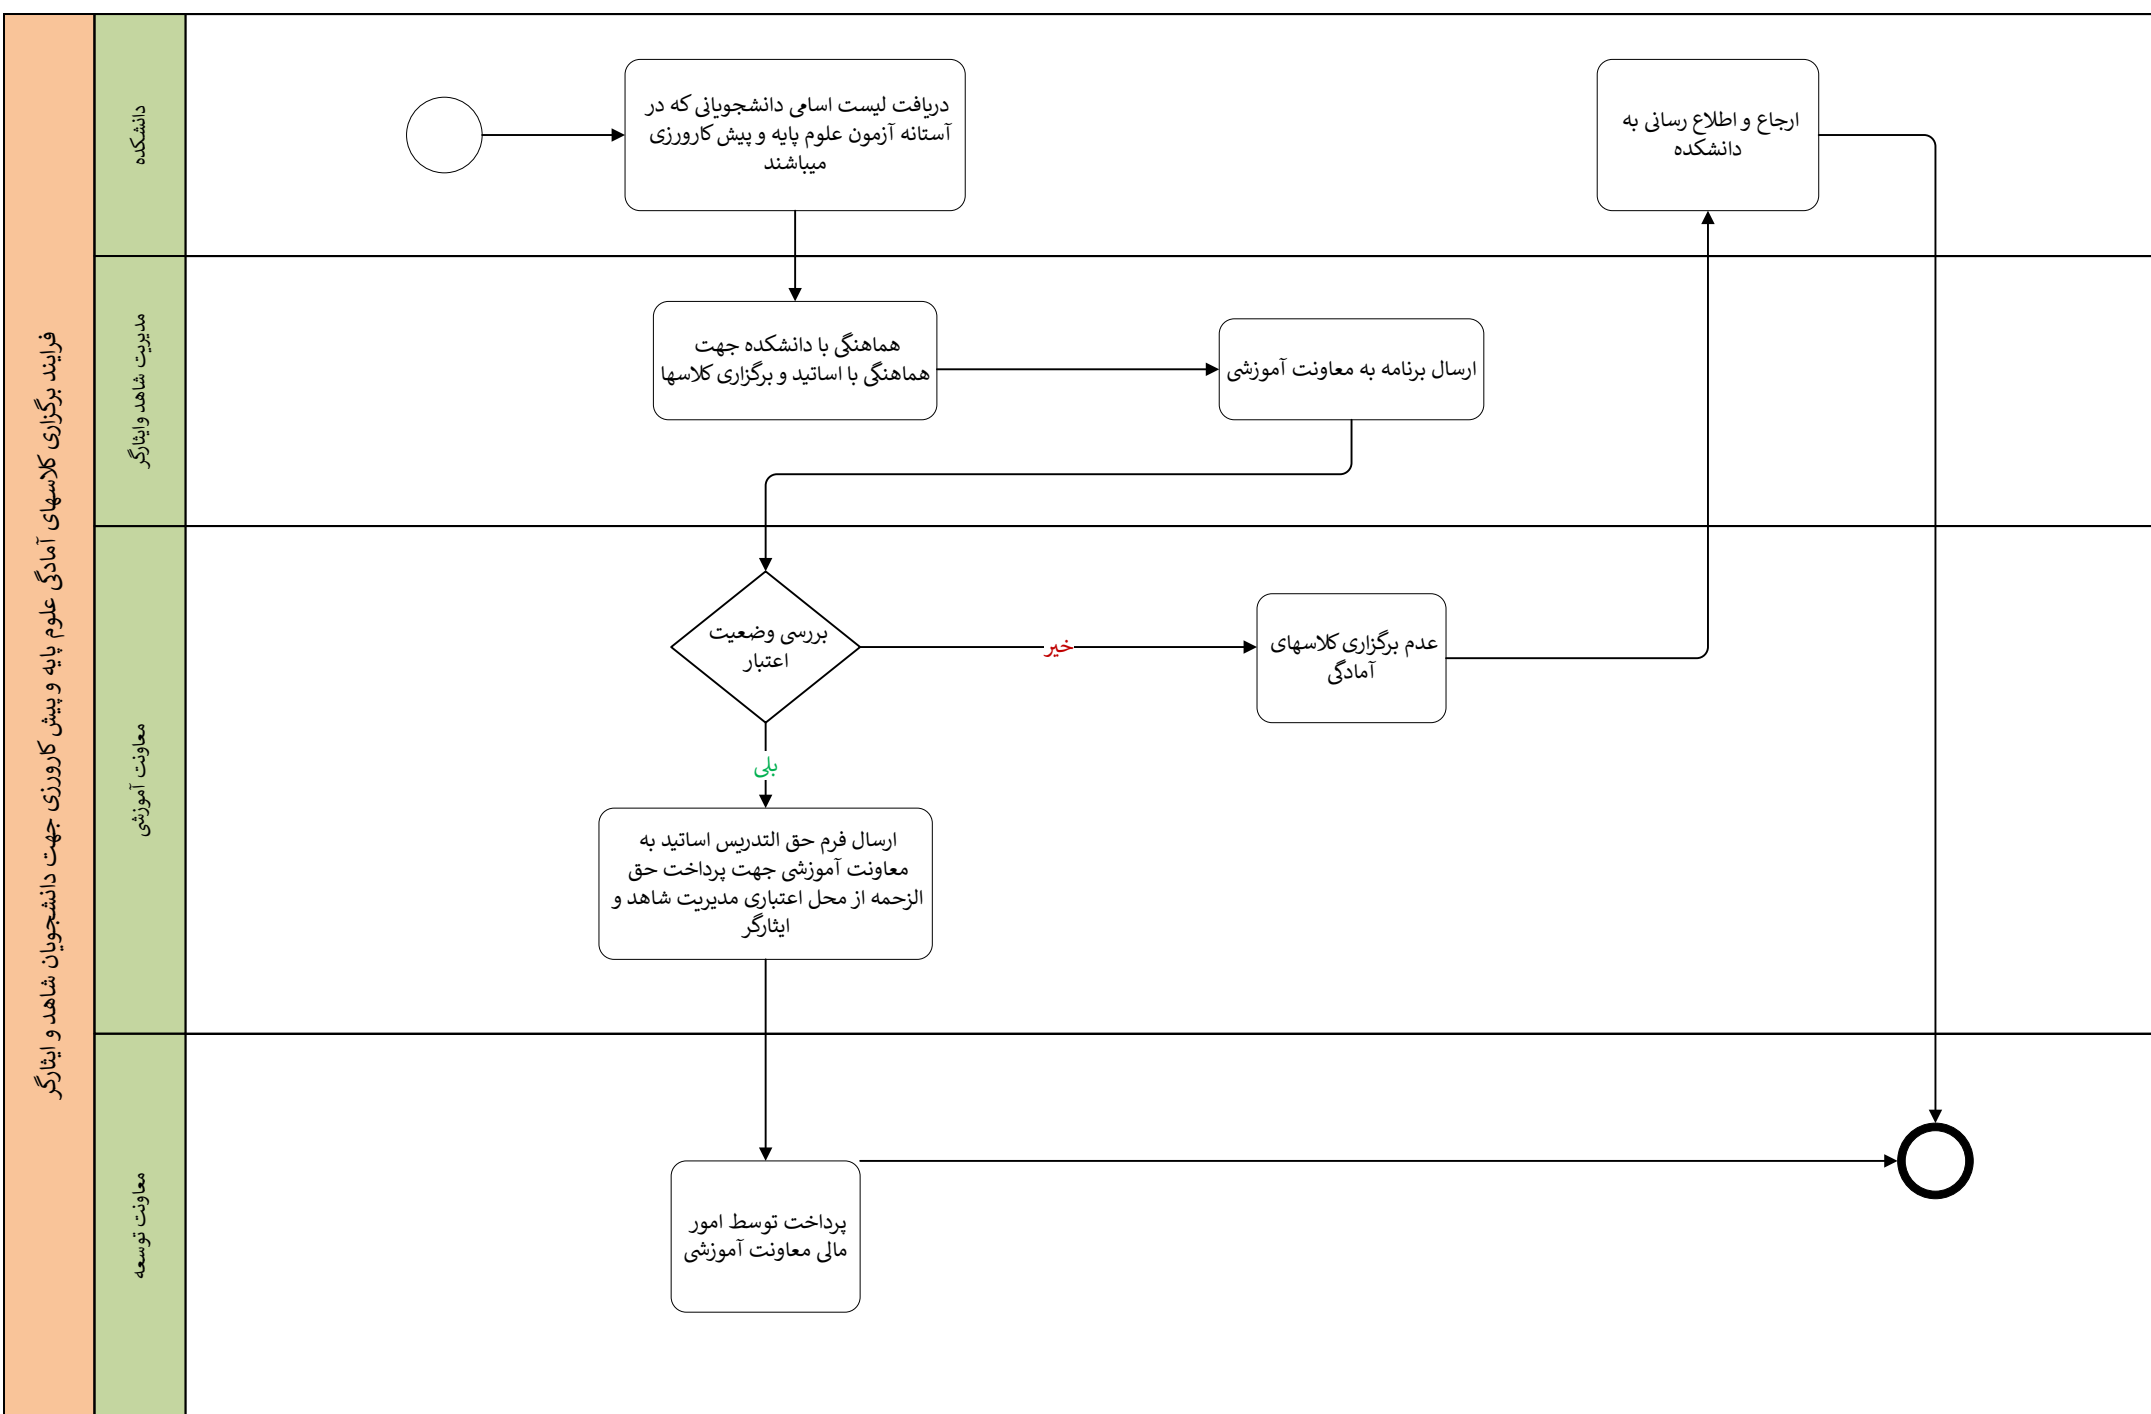 فرایند برگزاری کلاسهای آمادگی علوم پایه و پیش کارورزی جهت دانشجویان شاهد و ایثارگر
دانشکده
دریافت لیست اسامی دانشجویانی که در
آستانه آزمون علوم پایه و پیش کارورزی
میباشند
ارجاع و اطلاع رسانی به
دانشکده
مدیریت شاهد وایثارگر
هماهنگی با دانشکده جهت
هماهنگی با اساتید و برگزاری کلاسها
ارسال برنامه به معاونت آموزشی
معاونت آموزشی
بررسی وضعیت
اعتبار
خیر
عدم برگزاری کلاسهای
آمادگی
بلی
ارسال فرم حق التدریس اساتید به
معاونت آموزشی جهت پرداخت حق
الزحمه از محل اعتباری مدیریت شاهد و
ایثارگر
معاونت توسعه
پرداخت توسط امور
مالی معاونت آموزشی